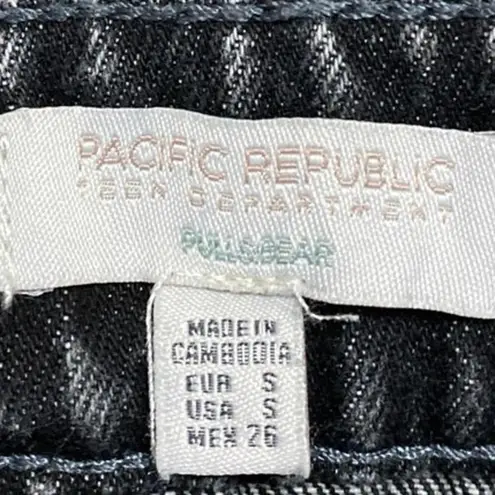 PACIFIC REPUBLIC
TEEN DEPARTMENT
PULL&BEAR
MADE IN
CAMBODIA
EUR S
USA S
MEX 26